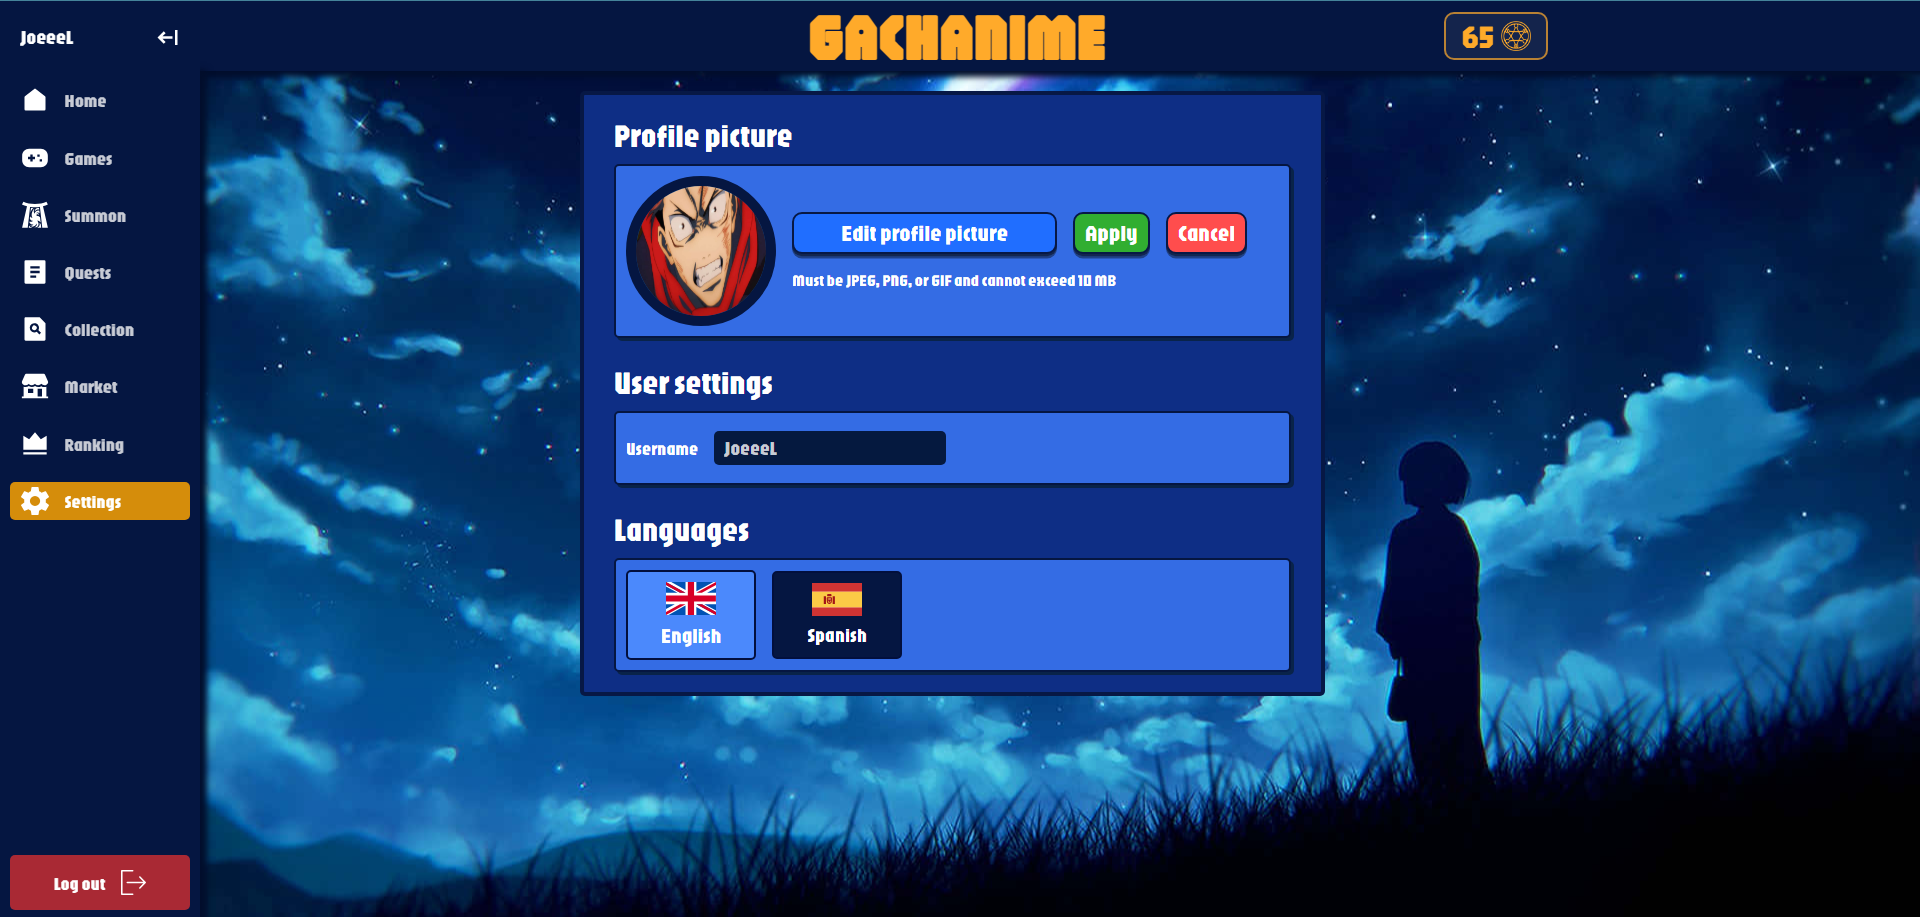 JoeeeL
GACHANIME
65
Home
Games
Summon
Quests
Collection
Market
Ranking
Settings
Log out
Profile picture
Edit profile picture
Apply
Cancel
Must be JPEG, PNG, or GIF and cannot exceed 10 MB
User settings
Username
JoeeeL
Languages
English
Spanish